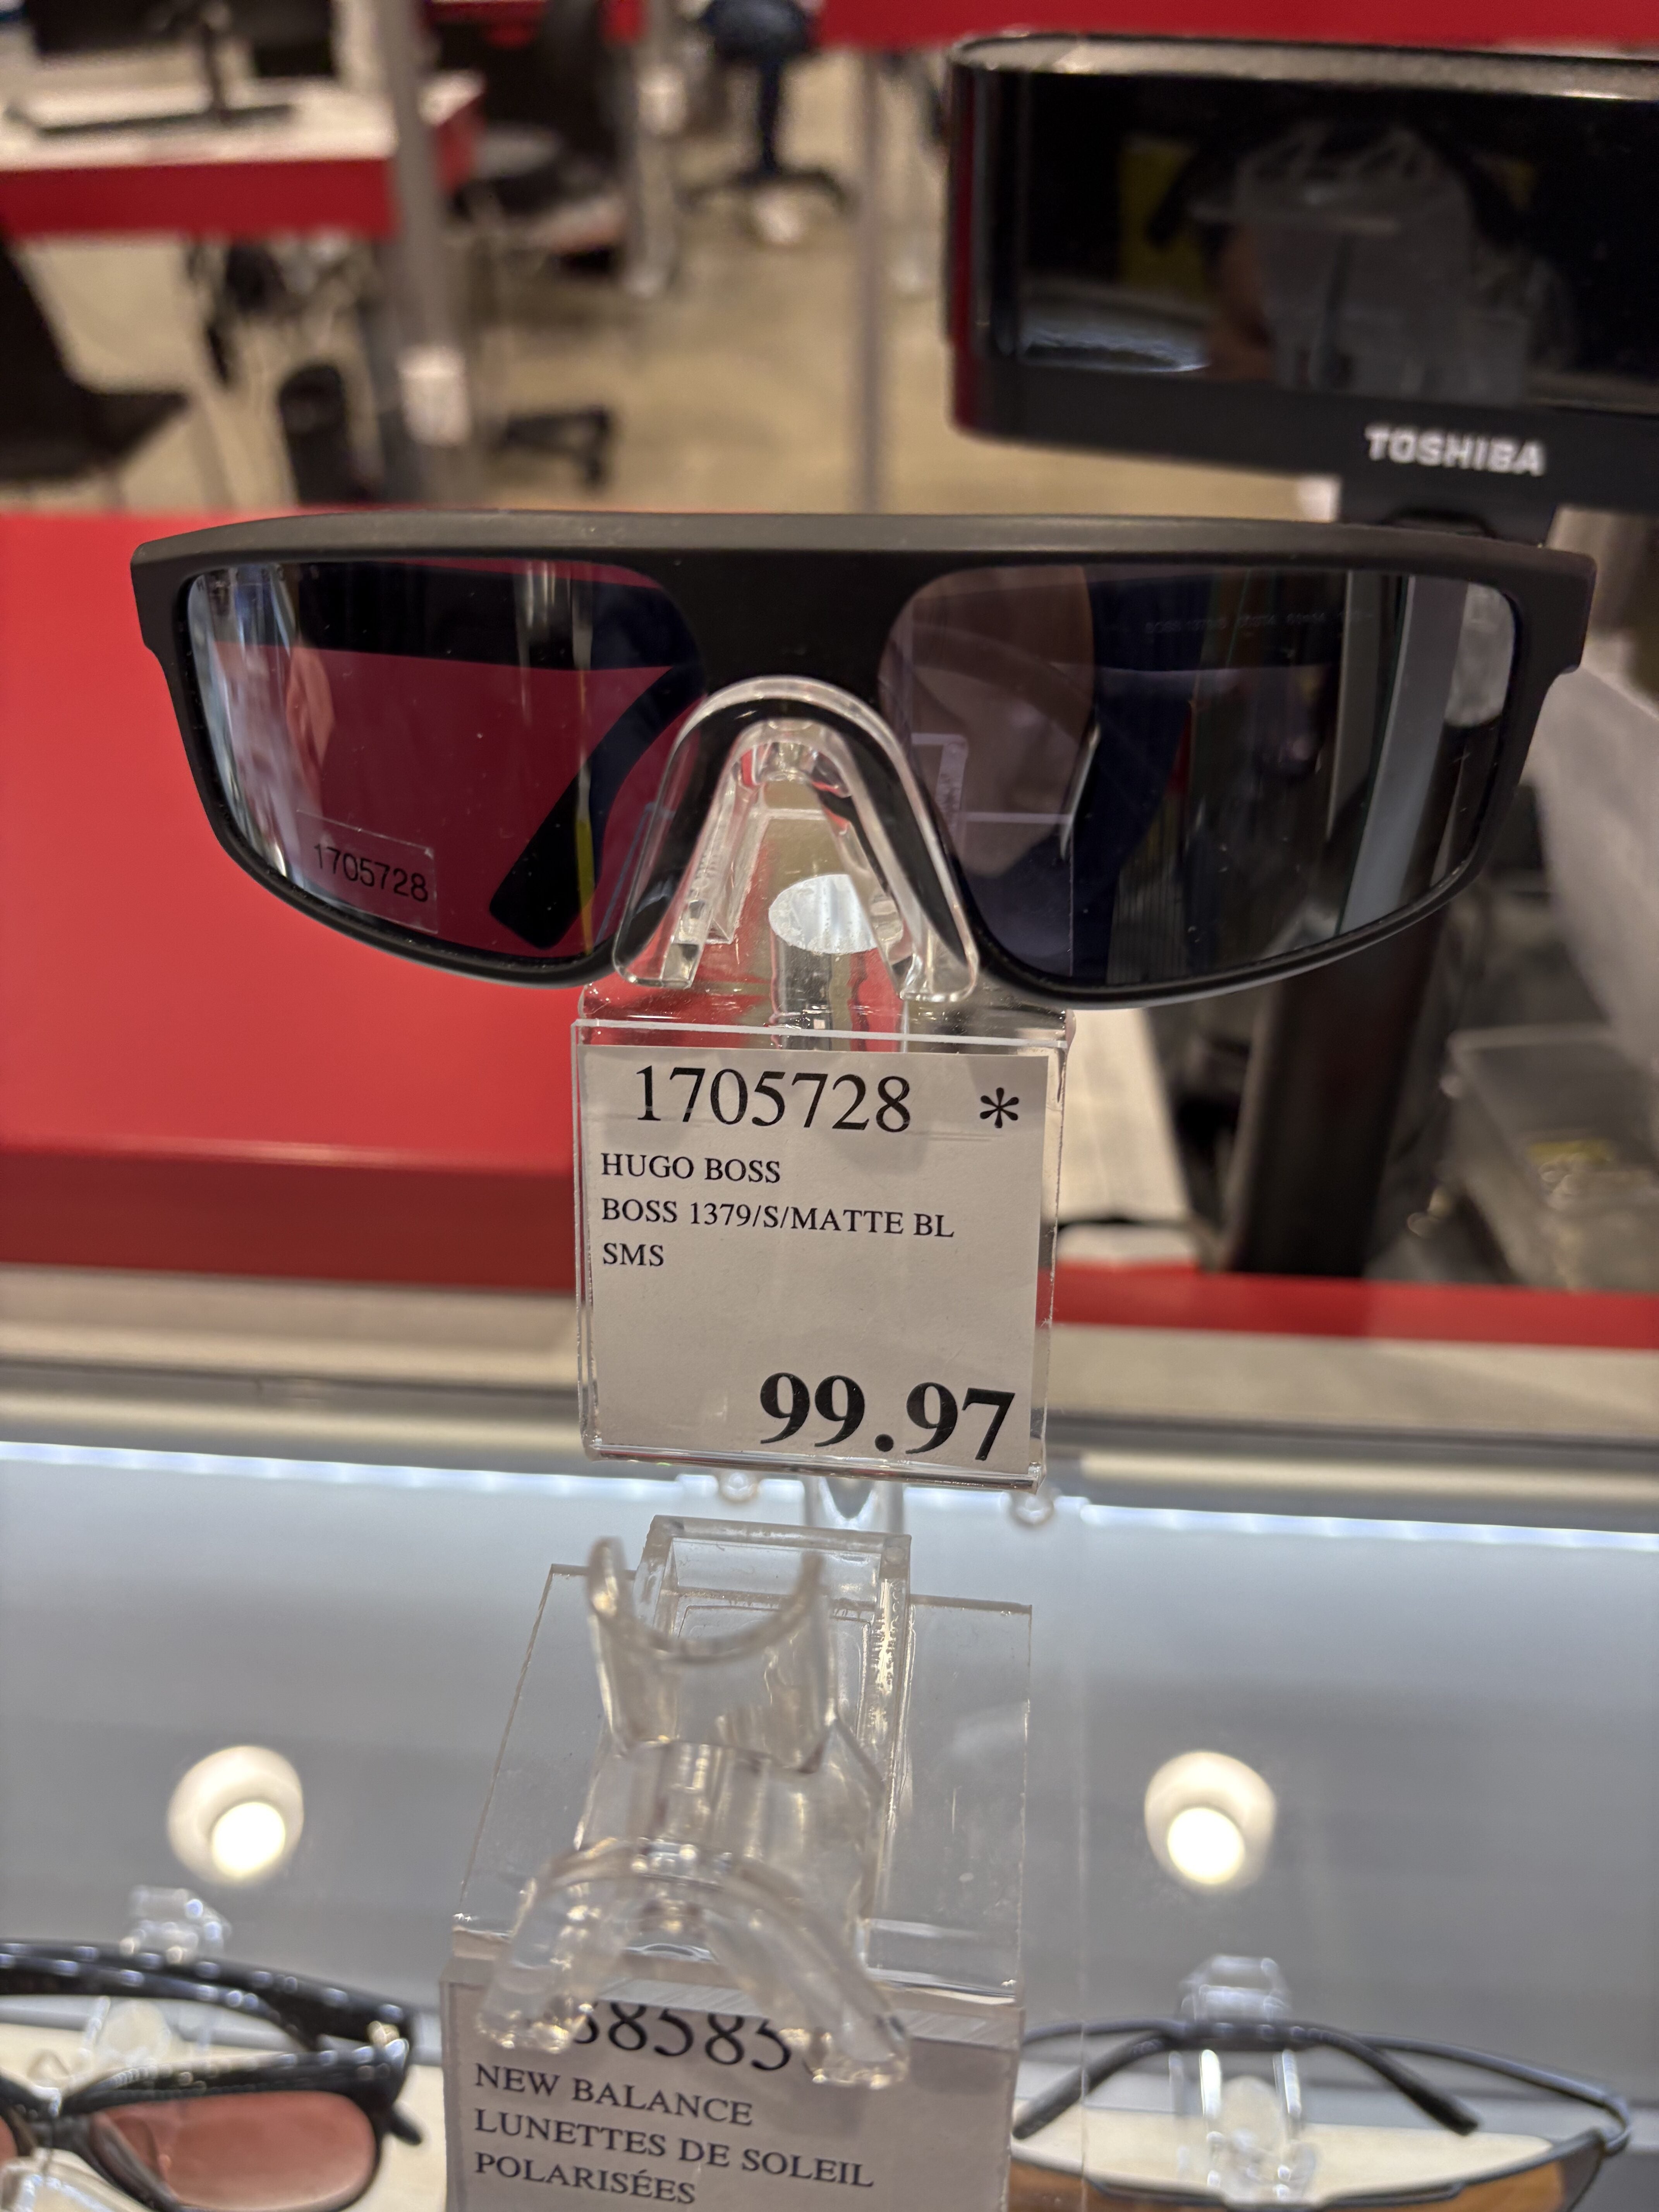 TOSHIBA
1705728
1705728 *
HUGO BOSS
BOSS 1379/S/MATTE BL
SMS
99.97
NEW BALANCE
LUNETTES DE SOLEIL
POLARISÉES